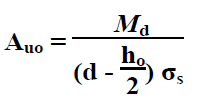 A_uo = M_d / ((d - h_o/2) σ_s)